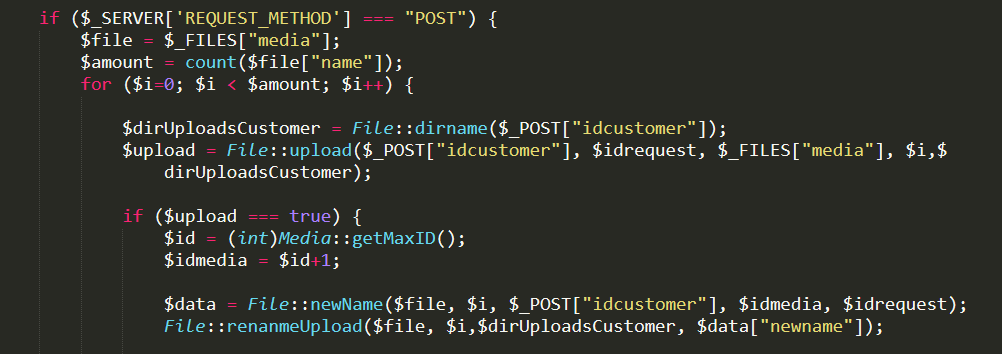 if ($_SERVER['REQUEST_METHOD'] === "POST") {
$file = $_FILES["media"];
$amount = count($file["name"]);
for ($i=0; $i < $amount; $i++) {
$dirUploadsCustomer = File::dirname($_POST["idcustomer"]);
$upload = File::upload($_POST["idcustomer"], $idrequest, $_FILES["media"], $i,$
dirUploadsCustomer);
if ($upload === true) {
$id = (int)Media::getMaxID();
$idmedia = $id+1;
$data = File::newName($file, $i, $_POST["idcustomer"], $idmedia, $idrequest);
File::renanmeUpload($file, $i,$dirUploadsCustomer, $data["newname"]);